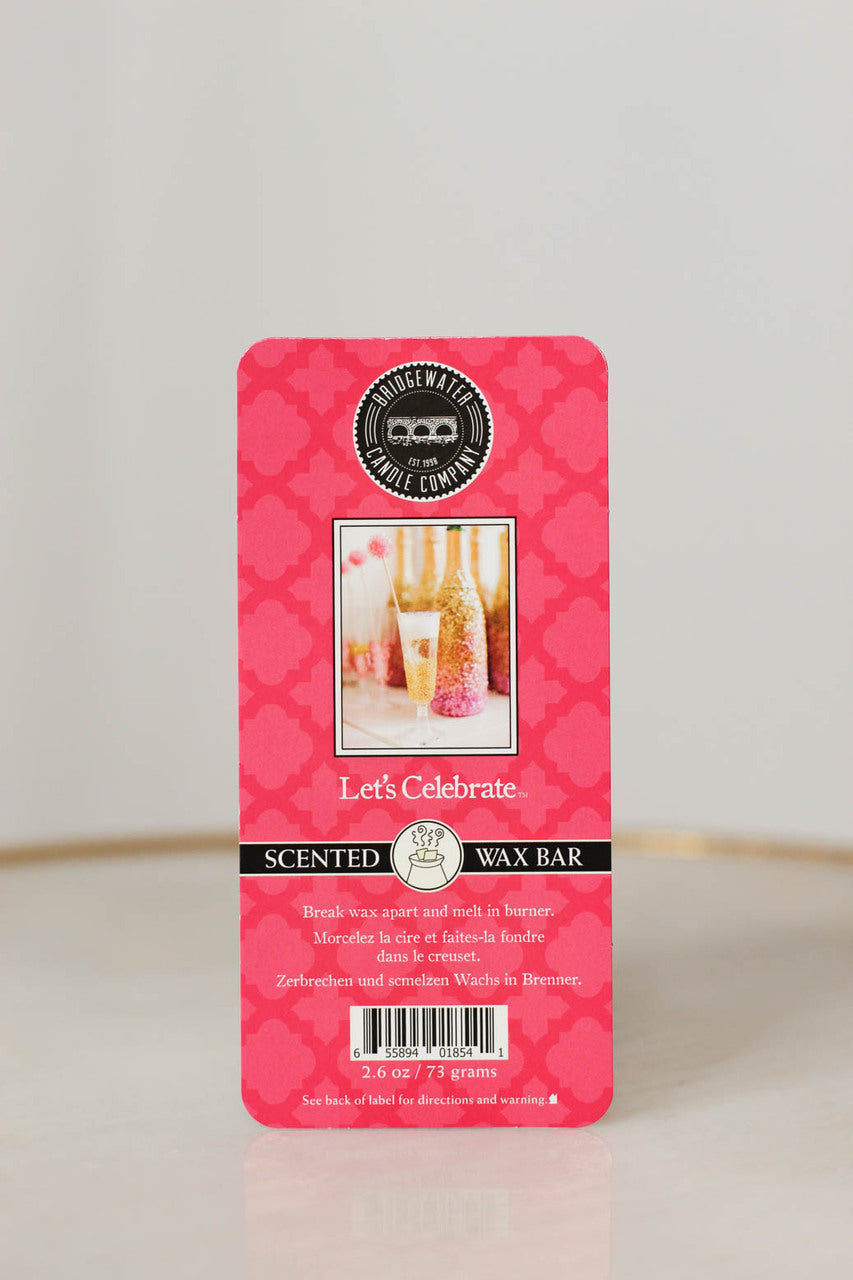 BRIDGEWATER
EST. 1998
CANDLE COMPANY
Let's Celebrate™
SCENTED WAX BAR
Break wax apart and melt in burner.
Morcelez la cire et faites-la fondre
dans le creuset.
Zerbrechen und scmelzen Wachs in Brenner.
6 55894 01854 1
2.6 oz / 73 grams
See back of label for directions and warning.